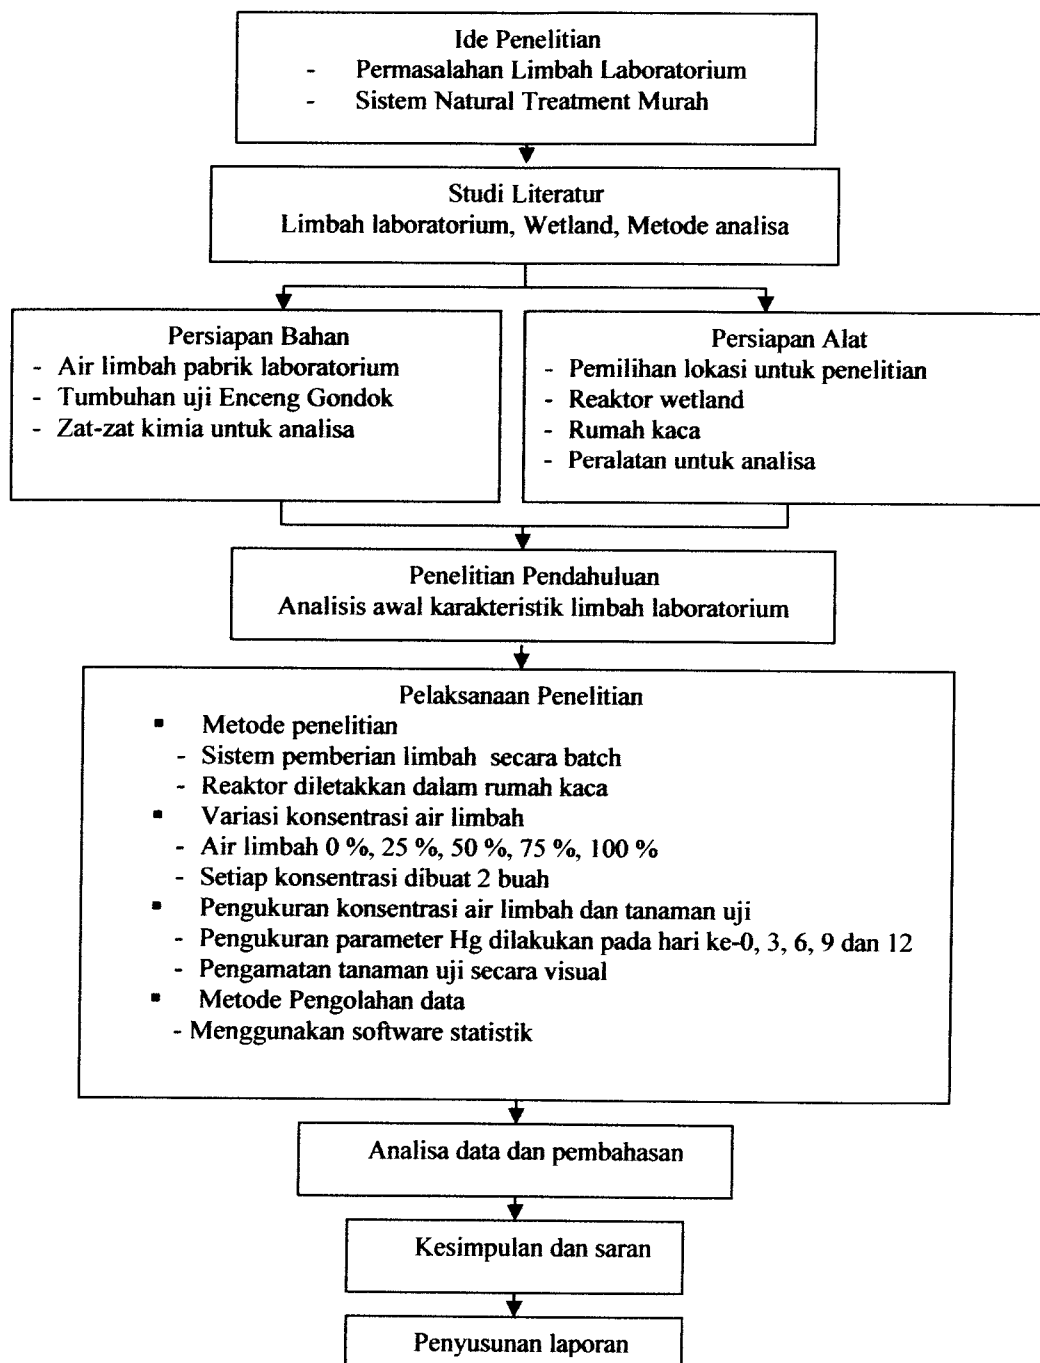 Ide Penelitian
- Permasalahan Limbah Laboratorium
- Sistem Natural Treatment Murah
Studi Literatur
Limbah laboratorium, Wetland, Metode analisa
Persiapan Bahan
- Air limbah pabrik laboratorium
- Tumbuhan uji Enceng Gondok
- Zat-zat kimia untuk analisa
Persiapan Alat
- Pemilihan lokasi untuk penelitian
- Reaktor wetland
- Rumah kaca
- Peralatan untuk analisa
Penelitian Pendahuluan
Analisis awal karakteristik limbah laboratorium
Pelaksanaan Penelitian
▪ Metode penelitian
- Sistem pemberian limbah secara batch
- Reaktor diletakkan dalam rumah kaca
▪ Variasi konsentrasi air limbah
- Air limbah 0 %, 25 %, 50 %, 75 %, 100 %
- Setiap konsentrasi dibuat 2 buah
▪ Pengukuran konsentrasi air limbah dan tanaman uji
- Pengukuran parameter Hg dilakukan pada hari ke-0, 3, 6, 9 dan 12
- Pengamatan tanaman uji secara visual
▪ Metode Pengolahan data
- Menggunakan software statistik
Analisa data dan pembahasan
Kesimpulan dan saran
Penyusunan laporan